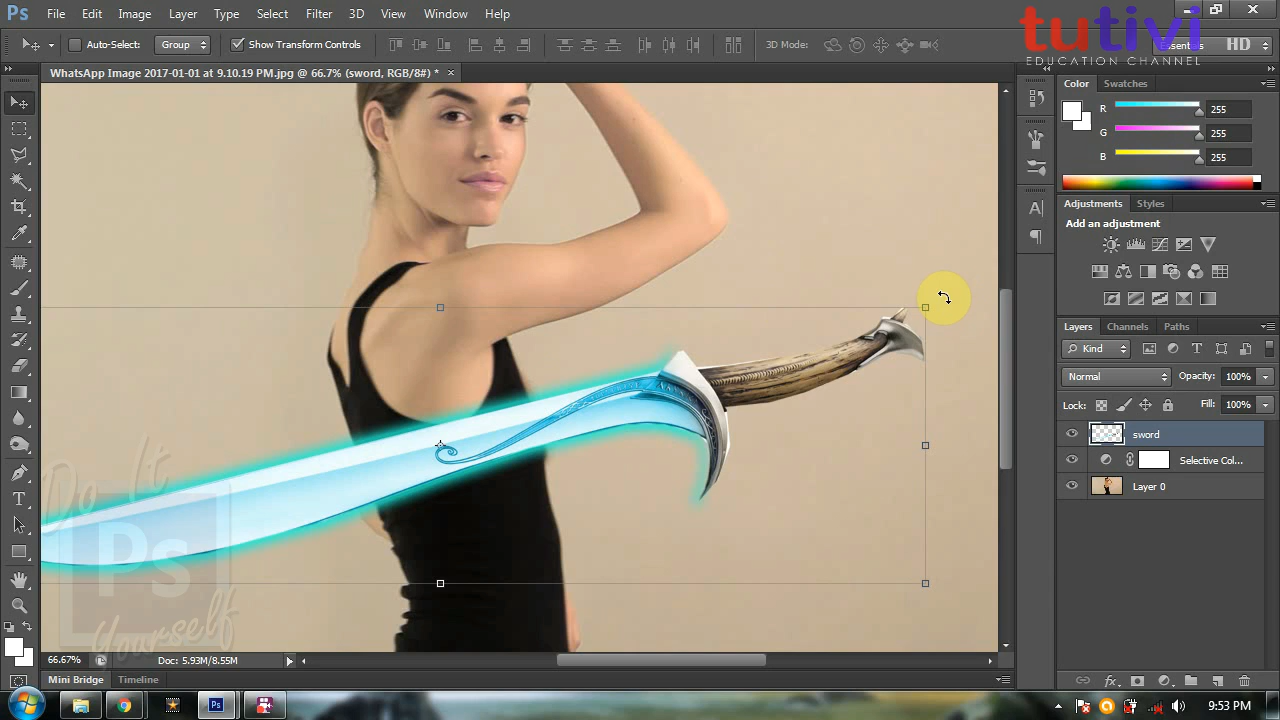 Ps File Edit Image Layer Type Select Filter 3D View Window Help
tutivi
EDUCATION CHANNEL
HD
Auto-Select: Group Show Transform Controls 3D Mode:
WhatsApp Image 2017-01-01 at 9.10.19 PM.jpg @ 66.7% (sword, RGB/8#) * ×
Color Swatches
R 255
G 255
B 255
Adjustments Styles
Add an adjustment
Layers Channels Paths
Kind
Normal Opacity: 100%
Lock: Fill: 100%
sword
Selective Col...
Layer 0
Do It
Ps
Yourself
66.67% Doc: 5.93M/8.55M
Mini Bridge Timeline
9:53 PM